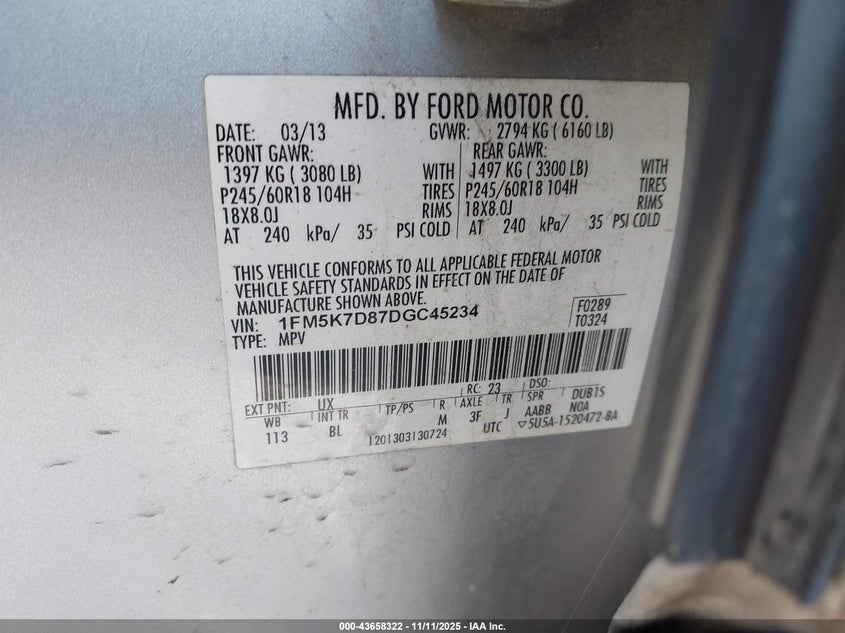 MFD. BY FORD MOTOR CO.
DATE: 03/13 GVWR: 2794 KG ( 6160 LB)
FRONT GAWR: REAR GAWR:
1397 KG ( 3080 LB) WITH 1497 KG ( 3300 LB) WITH
P245/60R18 104H TIRES P245/60R18 104H TIRES
18X8.0J RIMS 18X8.0J RIMS
AT 240 kPa/ 35 PSI COLD AT 240 kPa/ 35 PSI COLD
THIS VEHICLE CONFORMS TO ALL APPLICABLE FEDERAL MOTOR
VEHICLE SAFETY STANDARDS IN EFFECT ON THE DATE OF
MANUFACTURE SHOWN ABOVE.
VIN: 1FM5K7D87DGC45234 F0289
TYPE: MPV T0324
EXT PNT: UX RC: 23 DSO:
WB INT TR TP/PS R AXLE TR SPR DUB1S
113 BL M 3F J AABB NOA
1201303130724 UTC ▽5U5A-1520472-BA
000-43658322 - 11/11/2025 - IAA Inc.